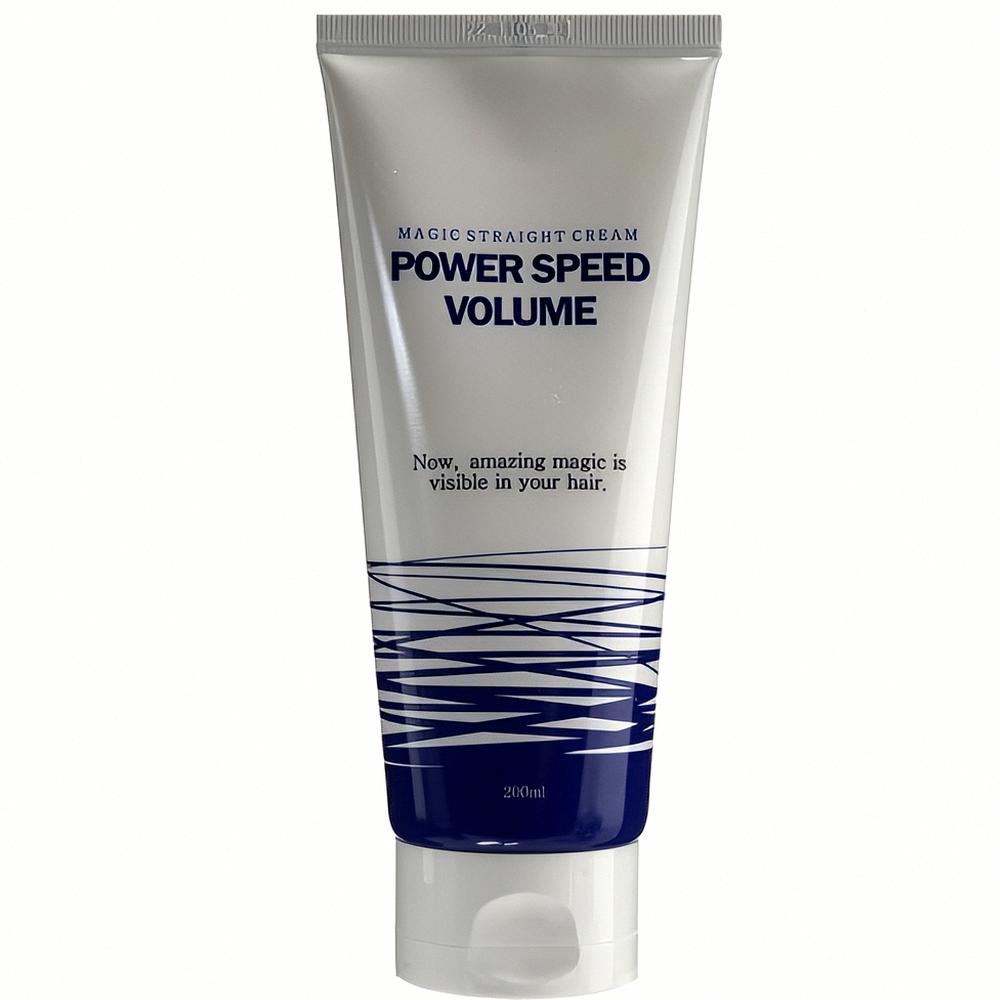 MAGIC STRAIGHT CREAM
POWER SPEED
VOLUME
Now, amazing magic is
visible in your hair.
200ml